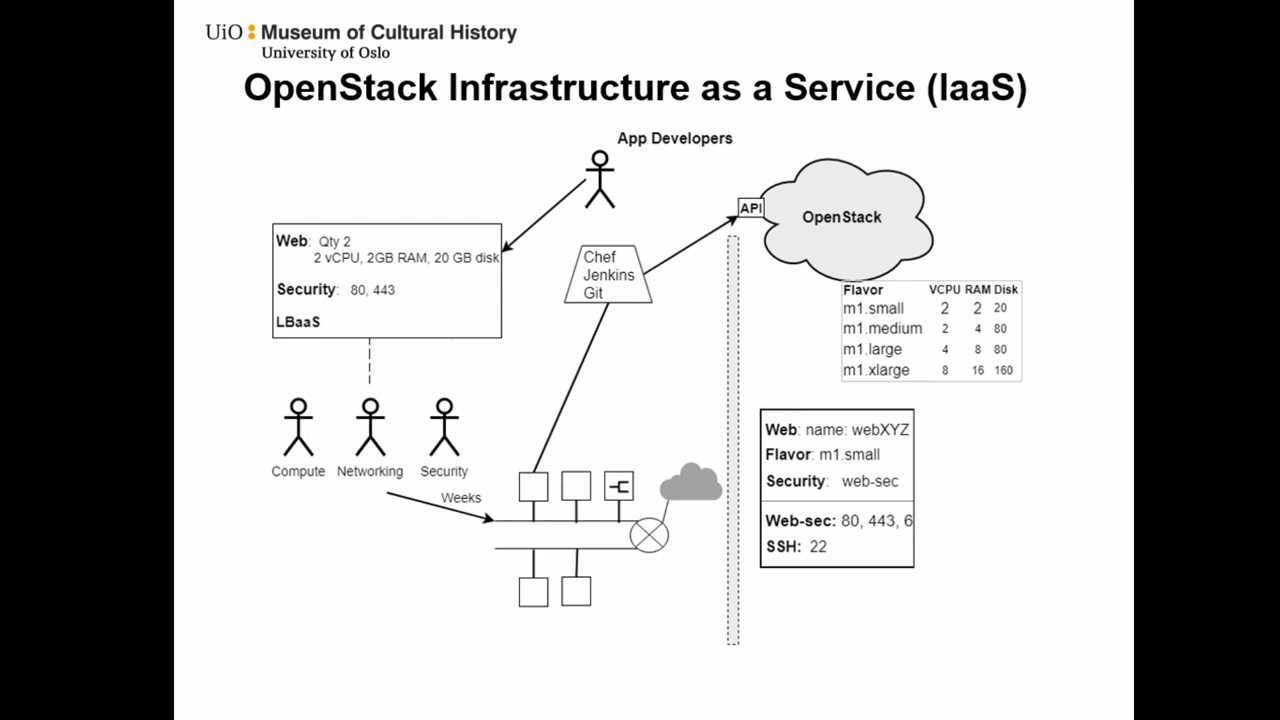 UiO : Museum of Cultural History
University of Oslo
OpenStack Infrastructure as a Service (IaaS)
App Developers
Web: Qty 2
2 vCPU, 2GB RAM, 20 GB disk
Security: 80, 443
LBaaS
Compute
Networking
Security
Weeks
Chef
Jenkins
Git
API
OpenStack
Flavor VCPU RAM Disk
m1.small 2 2 20
m1.medium 2 4 80
m1.large 4 8 80
m1.xlarge 8 16 160
Web: name: webXYZ
Flavor: m1.small
Security: web-sec
Web-sec: 80, 443, 6
SSH: 22